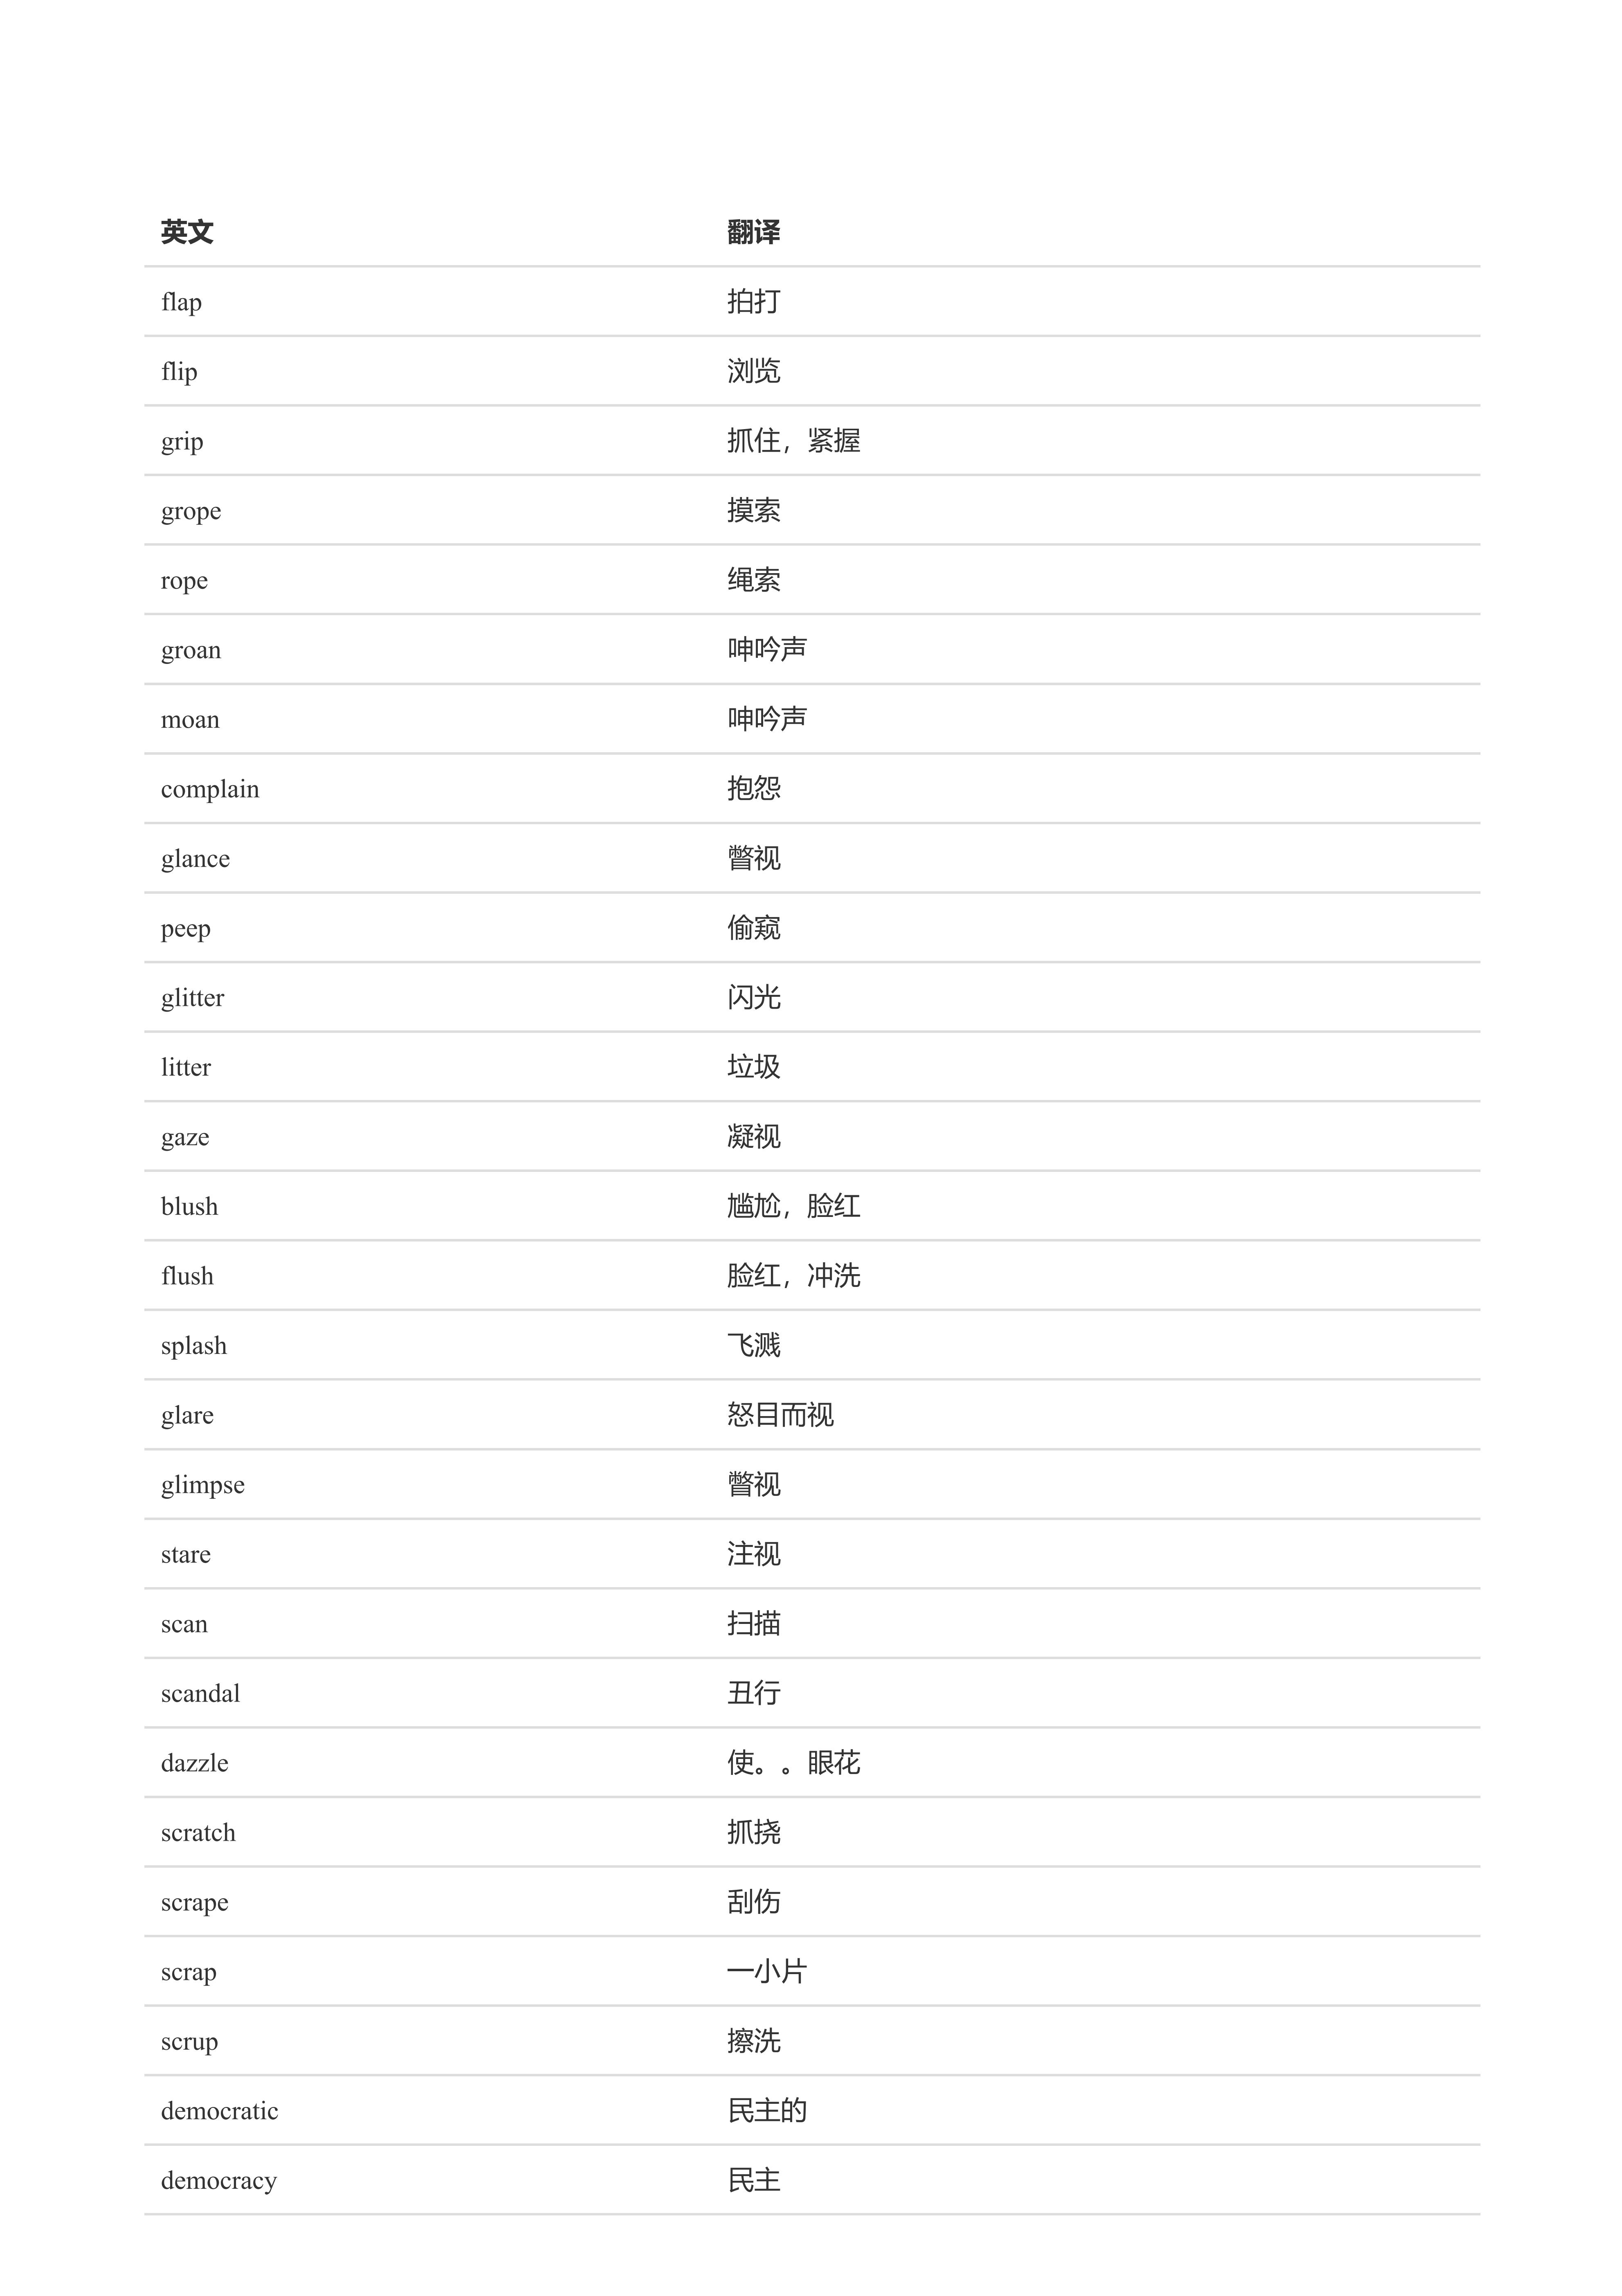 英文 翻译
flap 拍打
flip 浏览
grip 抓住，紧握
grope 摸索
rope 绳索
groan 呻吟声
moan 呻吟声
complain 抱怨
glance 瞥视
peep 偷窥
glitter 闪光
litter 垃圾
gaze 凝视
blush 尴尬，脸红
flush 脸红，冲洗
splash 飞溅
glare 怒目而视
glimpse 瞥视
stare 注视
scan 扫描
scandal 丑行
dazzle 使。。眼花
scratch 抓挠
scrape 刮伤
scrap 一小片
scrup 擦洗
democratic 民主的
democracy 民主